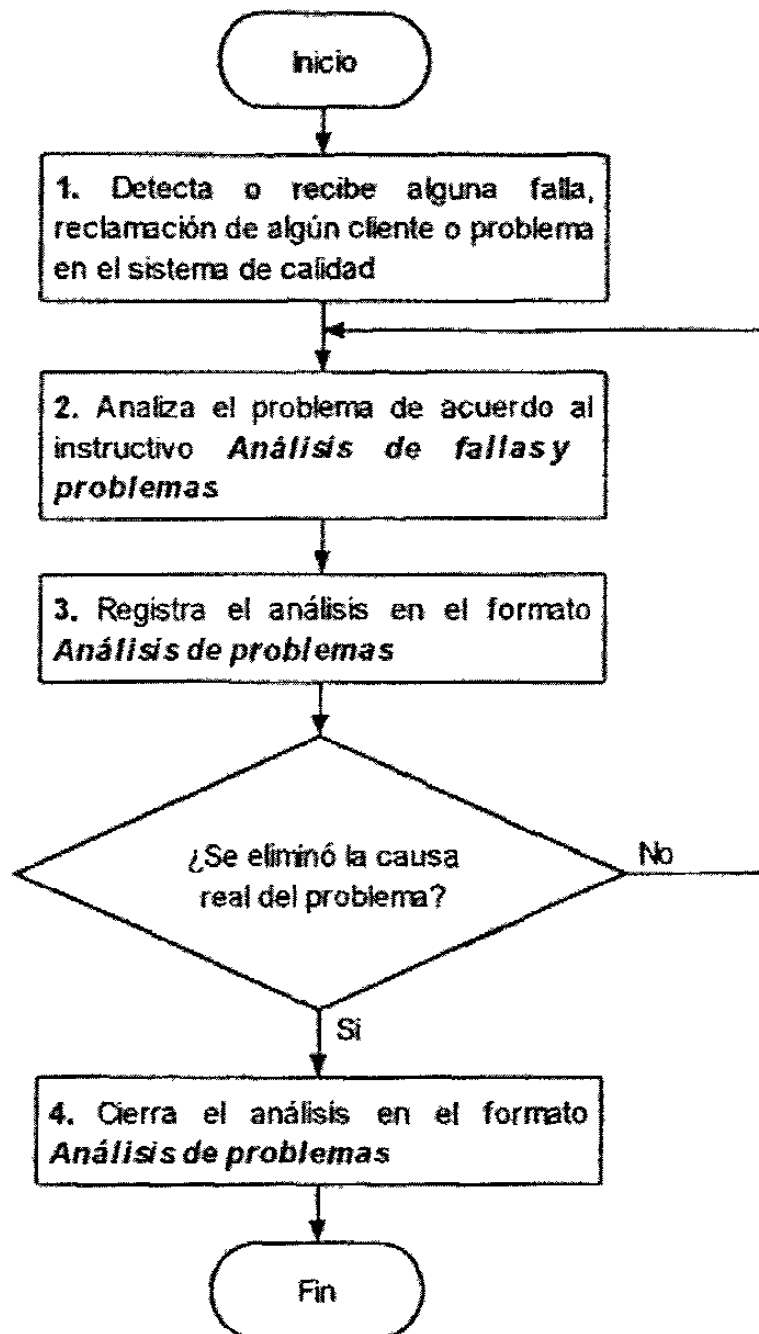 Inicio
1. Detecta o recibe alguna falla,
reclamación de algún cliente o problema
en el sistema de calidad
2. Analiza el problema de acuerdo al
instructivo Análisis de fallas y
problemas
3. Registra el análisis en el formato
Análisis de problemas
¿Se eliminó la causa
real del problema?
No
Si
4. Cierra el análisis en el formato
Análisis de problemas
Fin